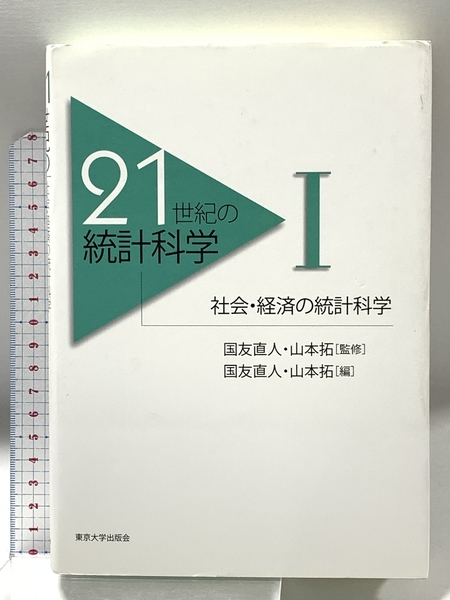 21世紀の
統計科学
I
社会・経済の統計科学
国友直人・山本拓[監修]
国友直人・山本拓[編]
東京大学出版会